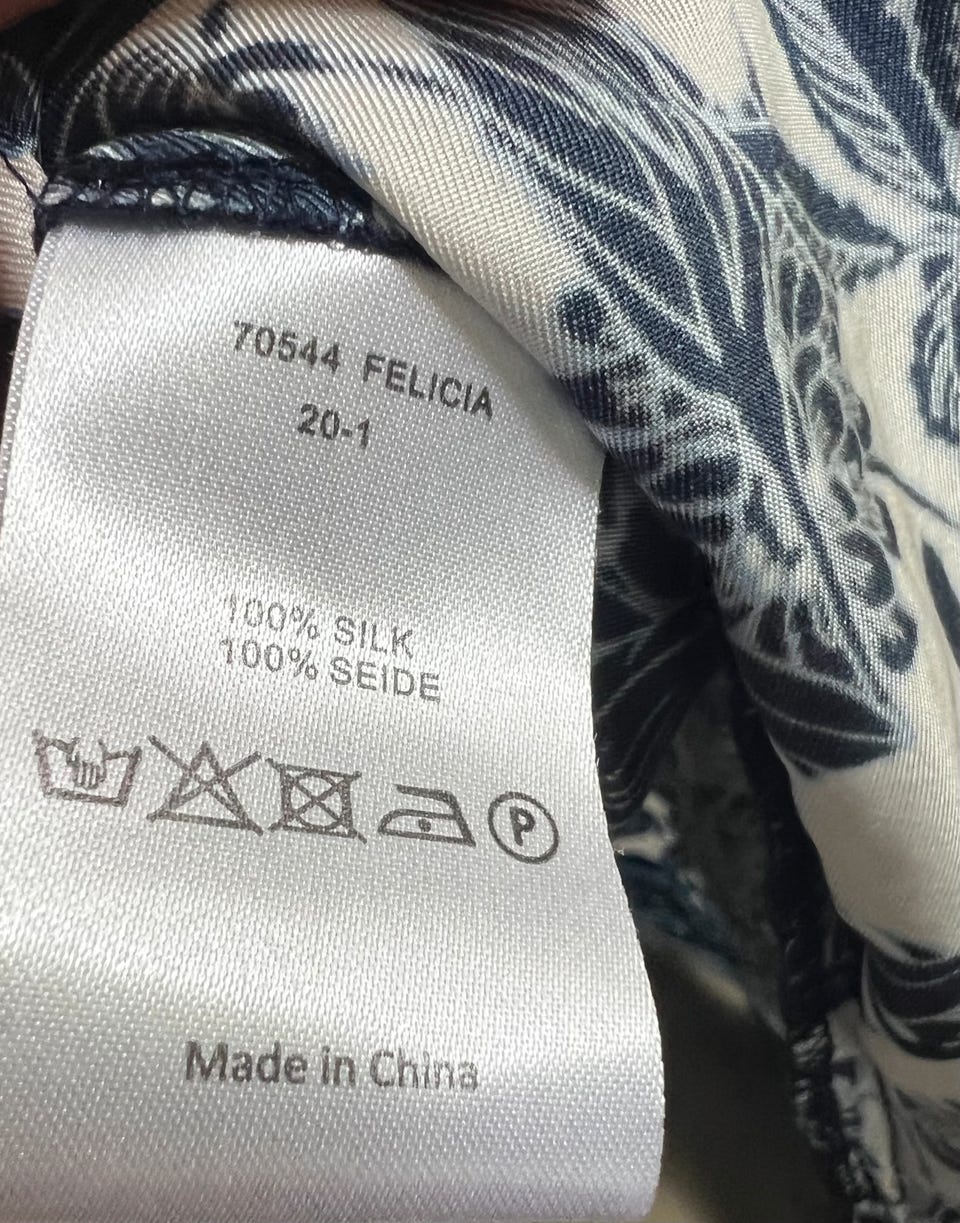 70544 FELICIA
20-1
100% SILK
100% SEIDE
P
Made in China